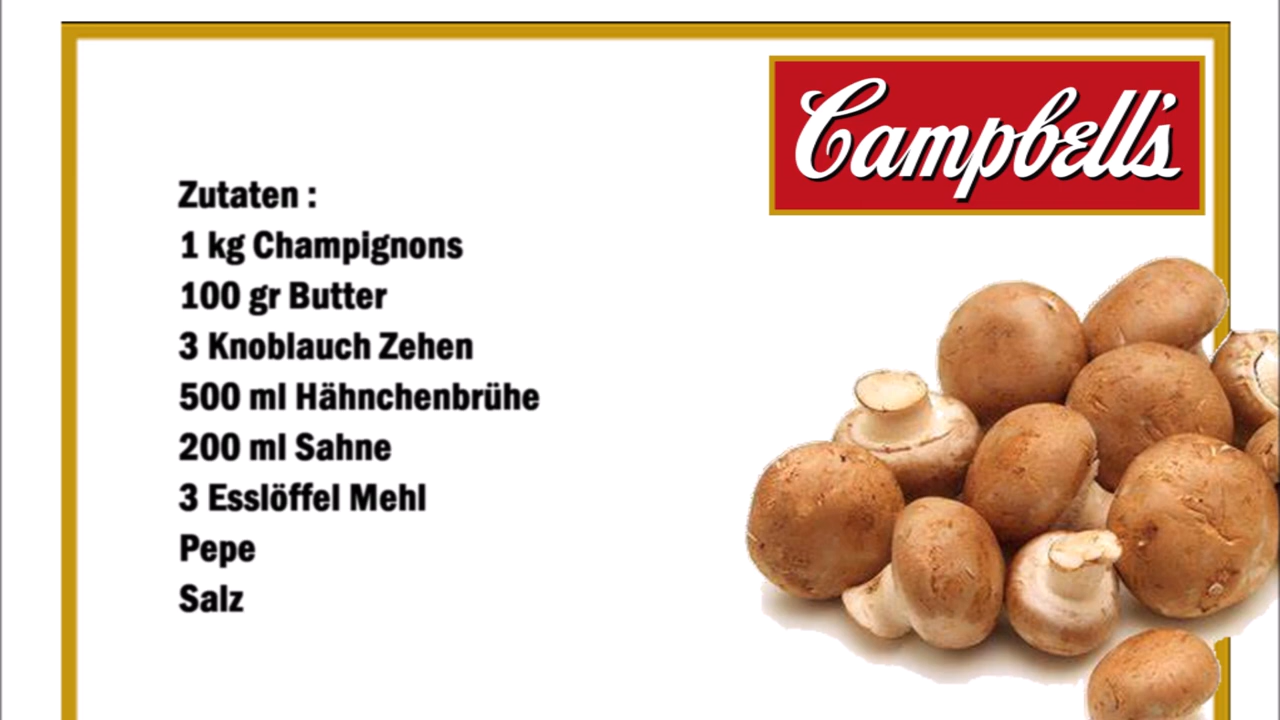 Campbell's
Zutaten :
1 kg Champignons
100 gr Butter
3 Knoblauch Zehen
500 ml Hähnchenbrühe
200 ml Sahne
3 Esslöffel Mehl
Pepe
Salz